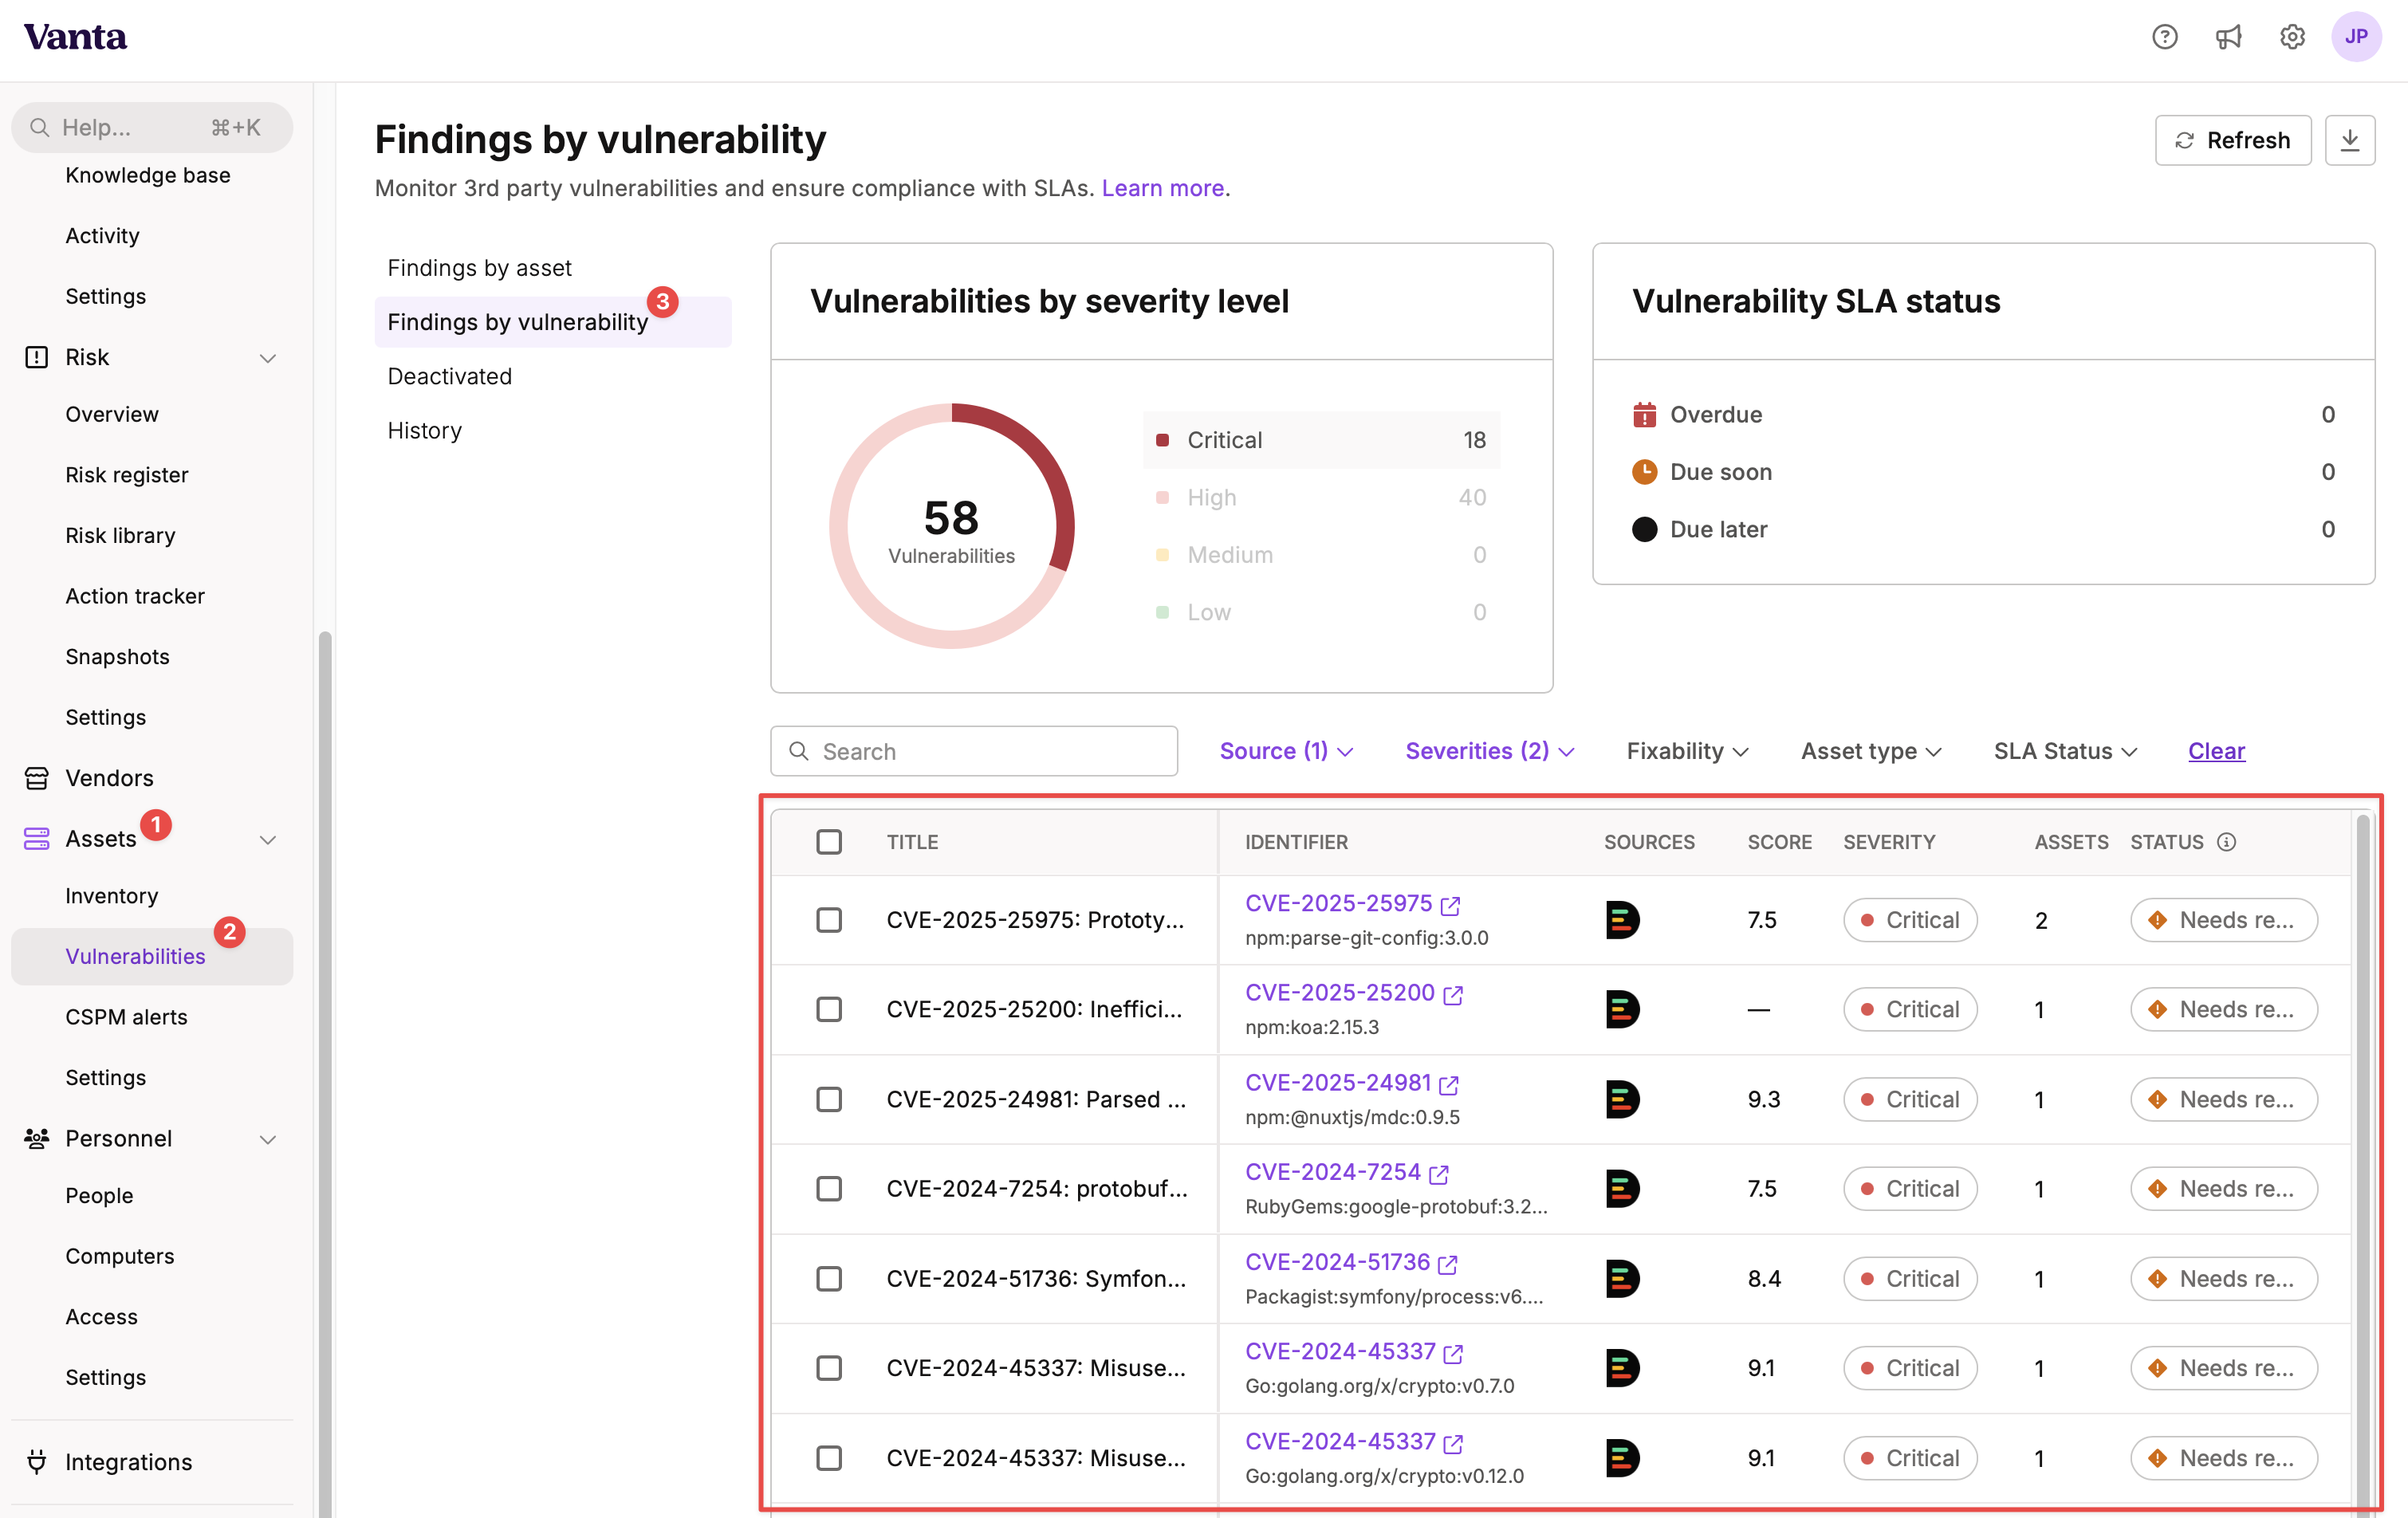 Vanta
JP
Help... ⌘+K
Knowledge base
Activity
Settings
Risk
Overview
Risk register
Risk library
Action tracker
Snapshots
Settings
Vendors
Assets 1
Inventory
Vulnerabilities 2
CSPM alerts
Settings
Personnel
People
Computers
Access
Settings
Integrations
Findings by vulnerability
Monitor 3rd party vulnerabilities and ensure compliance with SLAs. Learn more.
Refresh
Findings by asset
Findings by vulnerability 3
Deactivated
History
Vulnerabilities by severity level
58
Vulnerabilities
Critical 18
High 40
Medium 0
Low 0
Vulnerability SLA status
Overdue 0
Due soon 0
Due later 0
Search Source (1) Severities (2) Fixability Asset type SLA Status Clear
TITLE IDENTIFIER SOURCES SCORE SEVERITY ASSETS STATUS
CVE-2025-25975: Prototy... CVE-2025-25975 7.5 Critical 2 Needs re...
npm:parse-git-config:3.0.0
CVE-2025-25200: Ineffici... CVE-2025-25200 — Critical 1 Needs re...
npm:koa:2.15.3
CVE-2025-24981: Parsed ... CVE-2025-24981 9.3 Critical 1 Needs re...
npm:@nuxtjs/mdc:0.9.5
CVE-2024-7254: protobuf... CVE-2024-7254 7.5 Critical 1 Needs re...
RubyGems:google-protobuf:3.2...
CVE-2024-51736: Symfon... CVE-2024-51736 8.4 Critical 1 Needs re...
Packagist:symfony/process:v6....
CVE-2024-45337: Misuse... CVE-2024-45337 9.1 Critical 1 Needs re...
Go:golang.org/x/crypto:v0.7.0
CVE-2024-45337: Misuse... CVE-2024-45337 9.1 Critical 1 Needs re...
Go:golang.org/x/crypto:v0.12.0